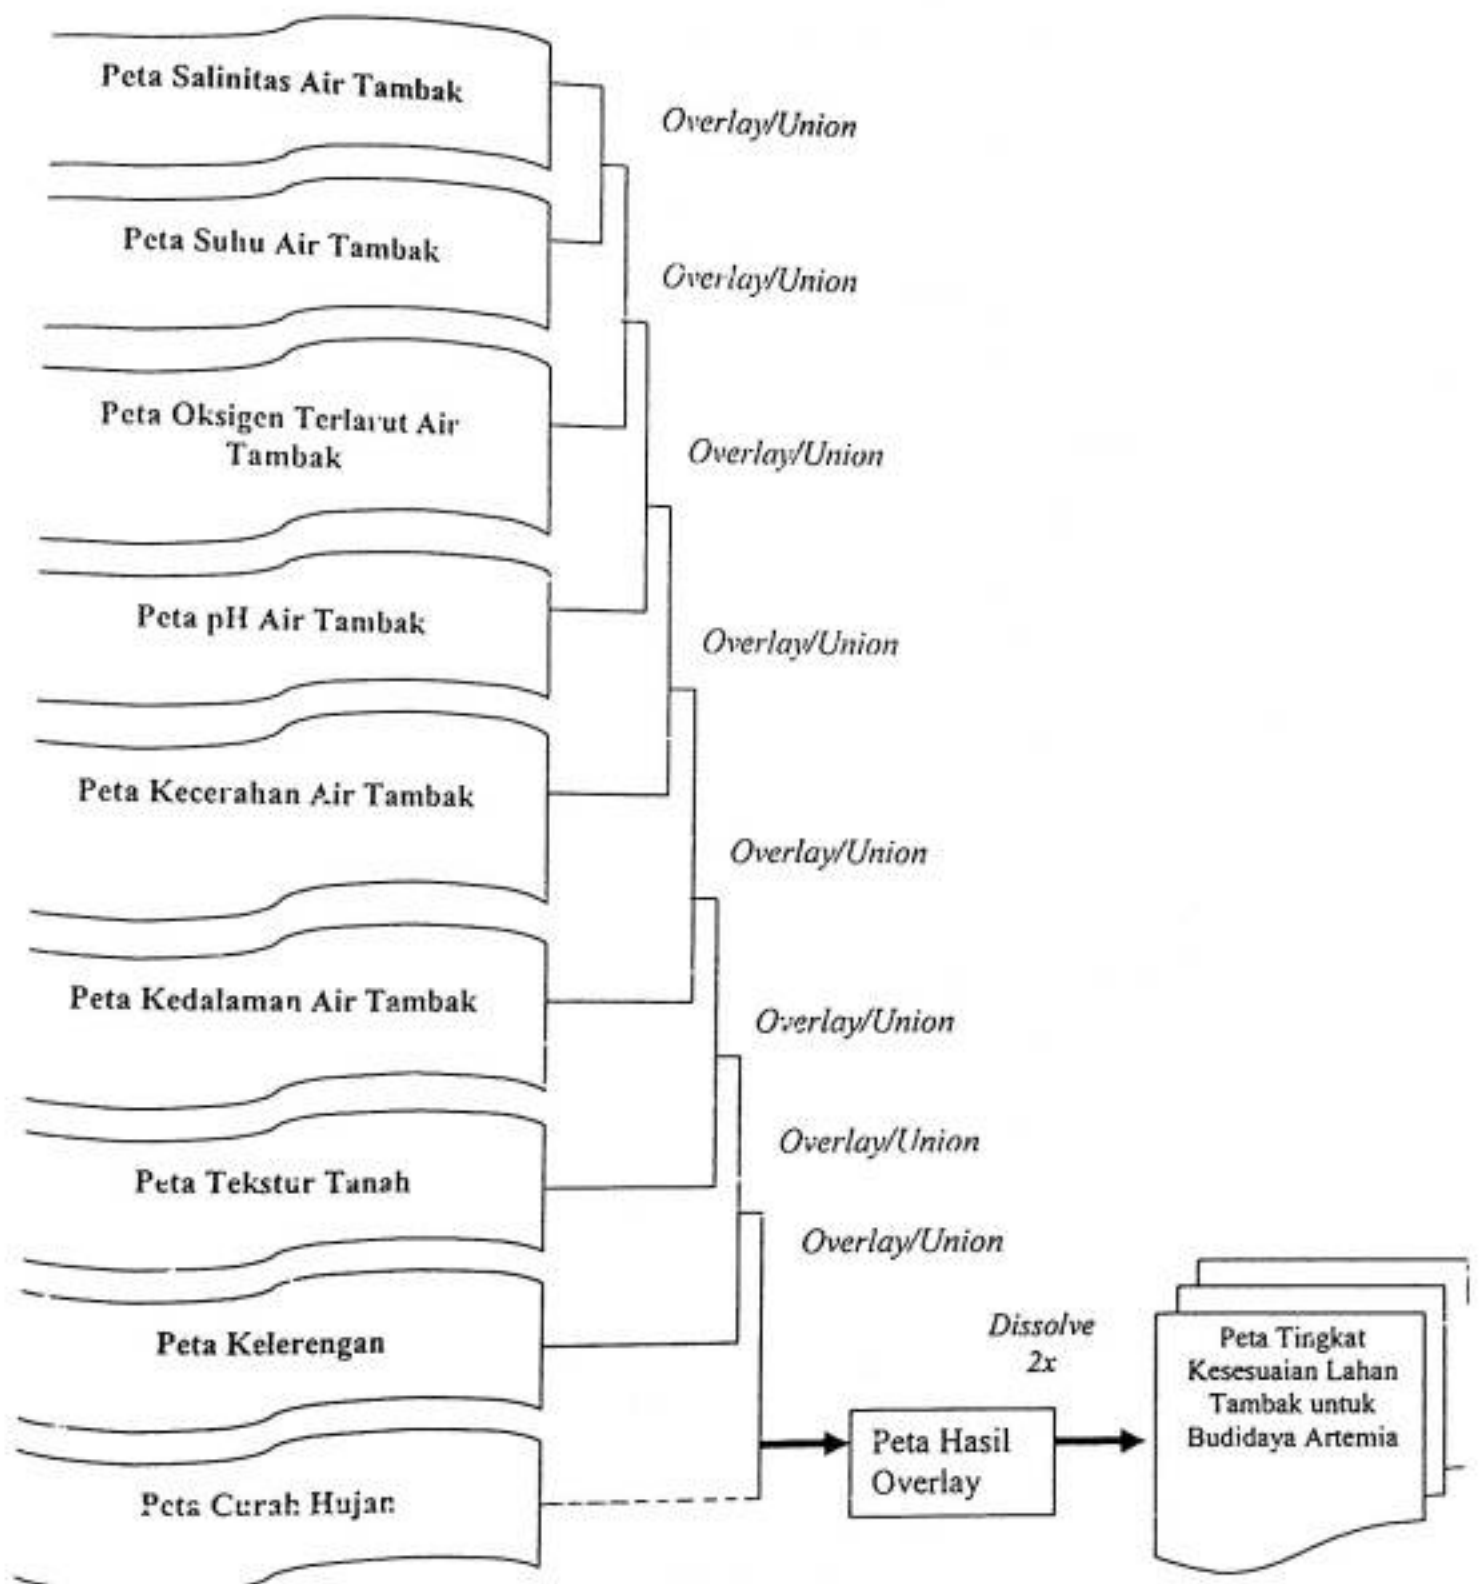 Peta Salinitas Air Tambak
Overlay/Union
Peta Suhu Air Tambak
Overlay/Union
Peta Oksigen Terlarut Air
Tambak
Overlay/Union
Peta pH Air Tambak
Overlay/Union
Peta Kecerahan Air Tambak
Overlay/Union
Peta Kedalaman Air Tambak
Overlay/Union
Overlay/Union
Peta Tekstur Tanah
Overlay/Union
Peta Kelerengan
Dissolve
2x
Peta Tingkat
Kesesuaian Lahan
Tambak untuk
Budidaya Artemia
Peta Hasil
Overlay
Peta Curah Hujan